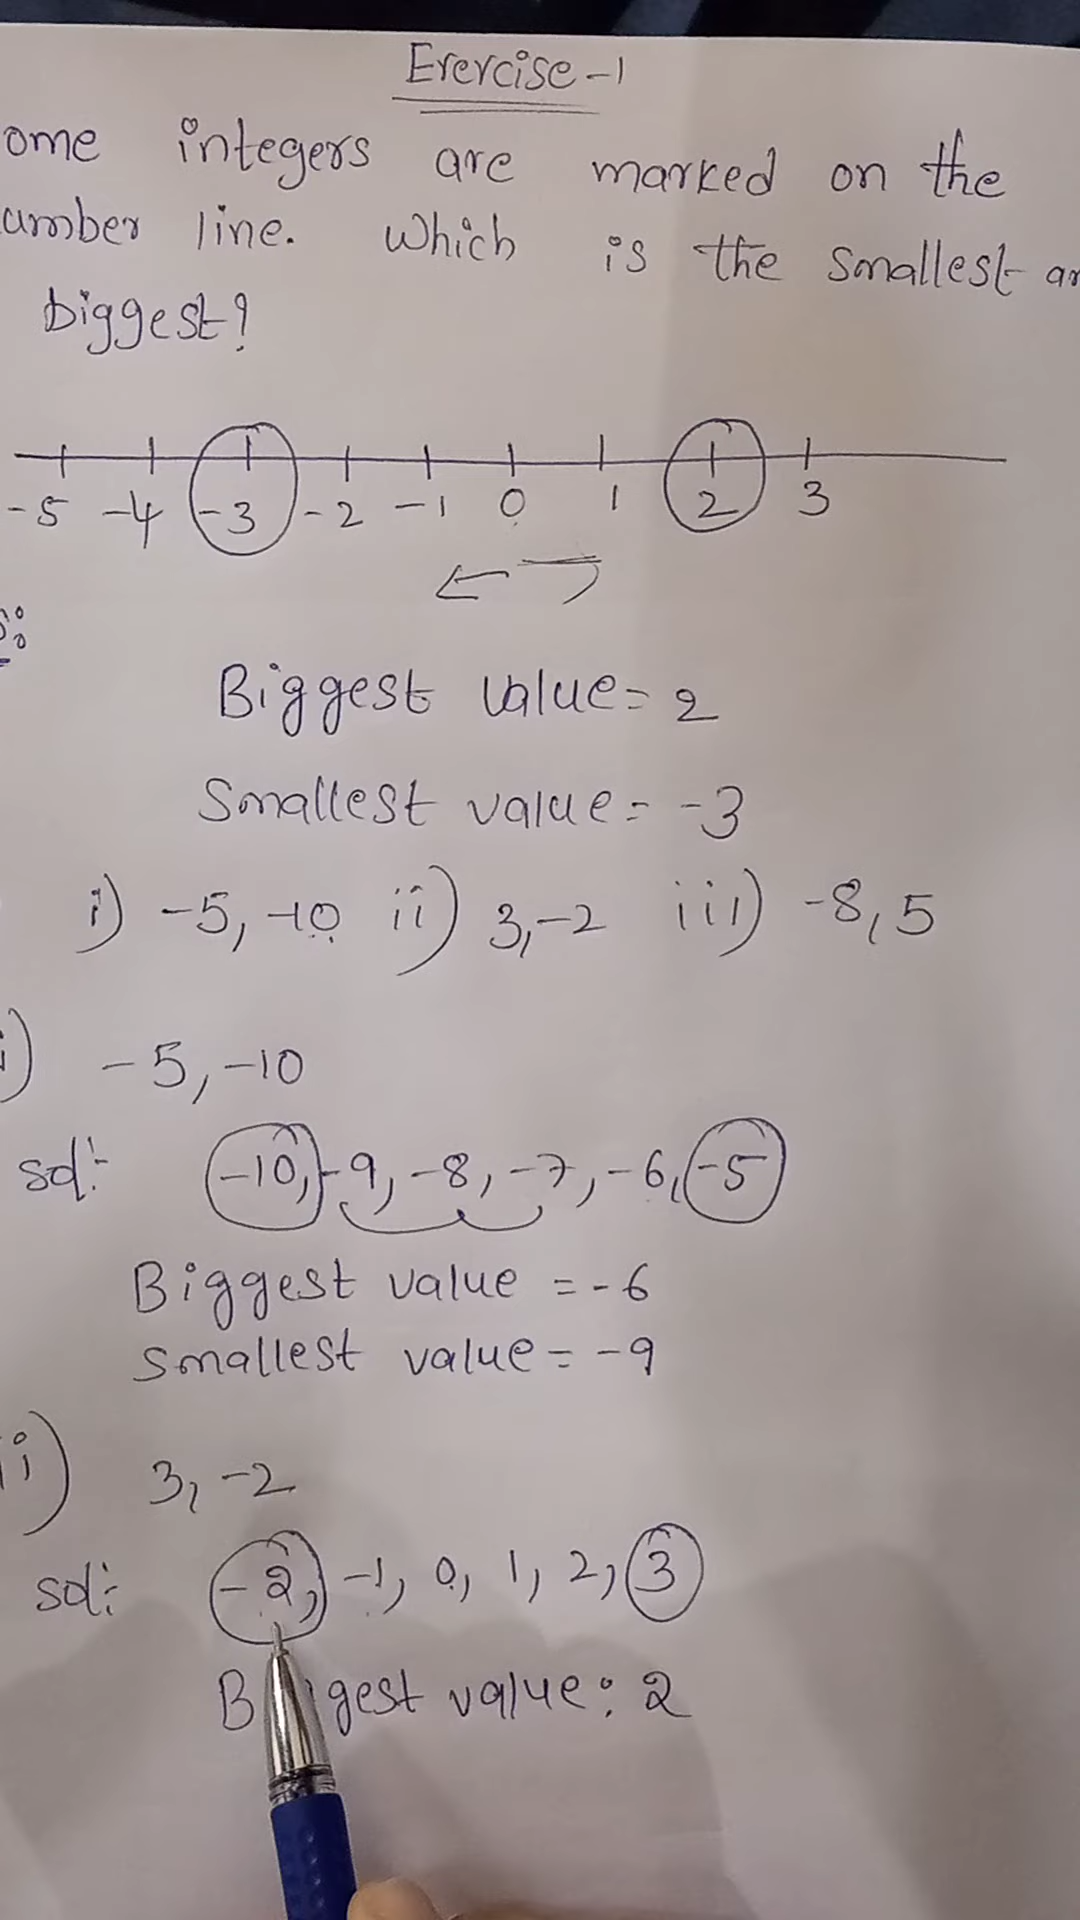 Exercise-1
ome integers are marked on the
umber line. Which is the smallest an
biggest?
-5 -4 -3 -2 -1 0 1 2 3
Biggest value = 2
Smallest value = -3
i) -5, -10 ii) 3, -2 iii) -8, 5
i) -5, -10
sol:- -10, -9, -8, -7, -6, -5
Biggest value = -6
Smallest value = -9
ii) 3, -2
sol:- -2, -1, 0, 1, 2, 3
B gest value: 2